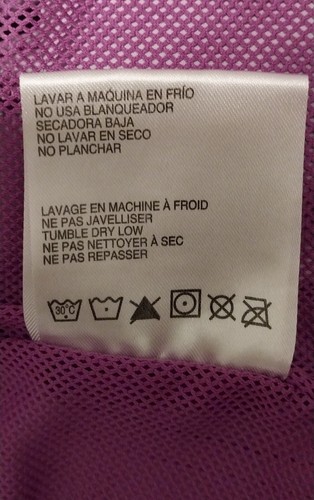 LAVAR A MAQUINA EN FRÍO
NO USA BLANQUEADOR
SECADORA BAJA
NO LAVAR EN SECO
NO PLANCHAR
LAVAGE EN MACHINE À FROID
NE PAS JAVELLISER
TUMBLE DRY LOW
NE PAS NETTOYER À SEC
NE PAS REPASSER
30°C